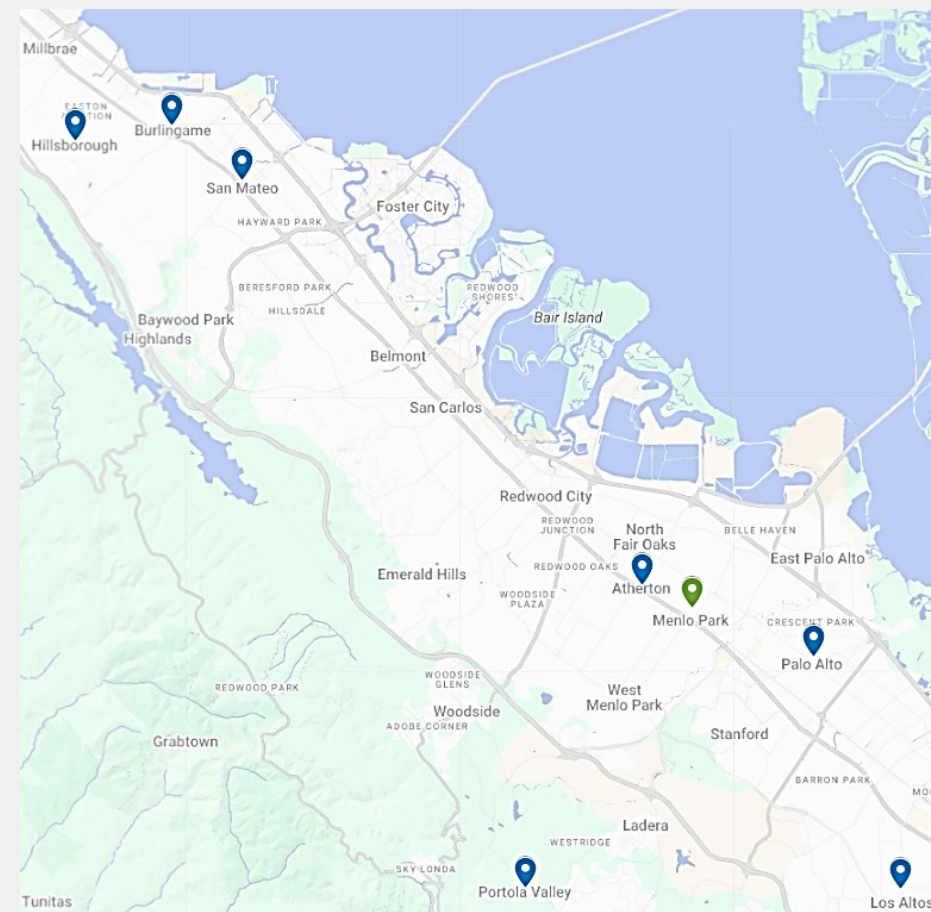 Millbrae
EASTON
Burlingame
Hillsborough
San Mateo
Foster City
HAYWARD PARK
BERESFORD PARK
REDWOOD
SHORES
HILLSDALE
Baywood Park
Bair Island
Highlands
Belmont
San Carlos
Redwood City
REDWOOD
JUNCTION
North
Fair Oaks
BELLE HAVEN
East Palo Alto
REDWOOD OAKS
Emerald Hills
Atherton
WOODSIDE
PLAZA
Menlo Park
CRESCENT PARK
Palo Alto
WOODSIDE
GLENS
REDWOOD PARK
West
Menlo Park
Woodside
ADOBE CORNER
Stanford
Grabtown
BARRON PARK
MO
Ladera
WESTRIDGE
SKY LONDA
Portola Valley
Tunitas
Los Altos